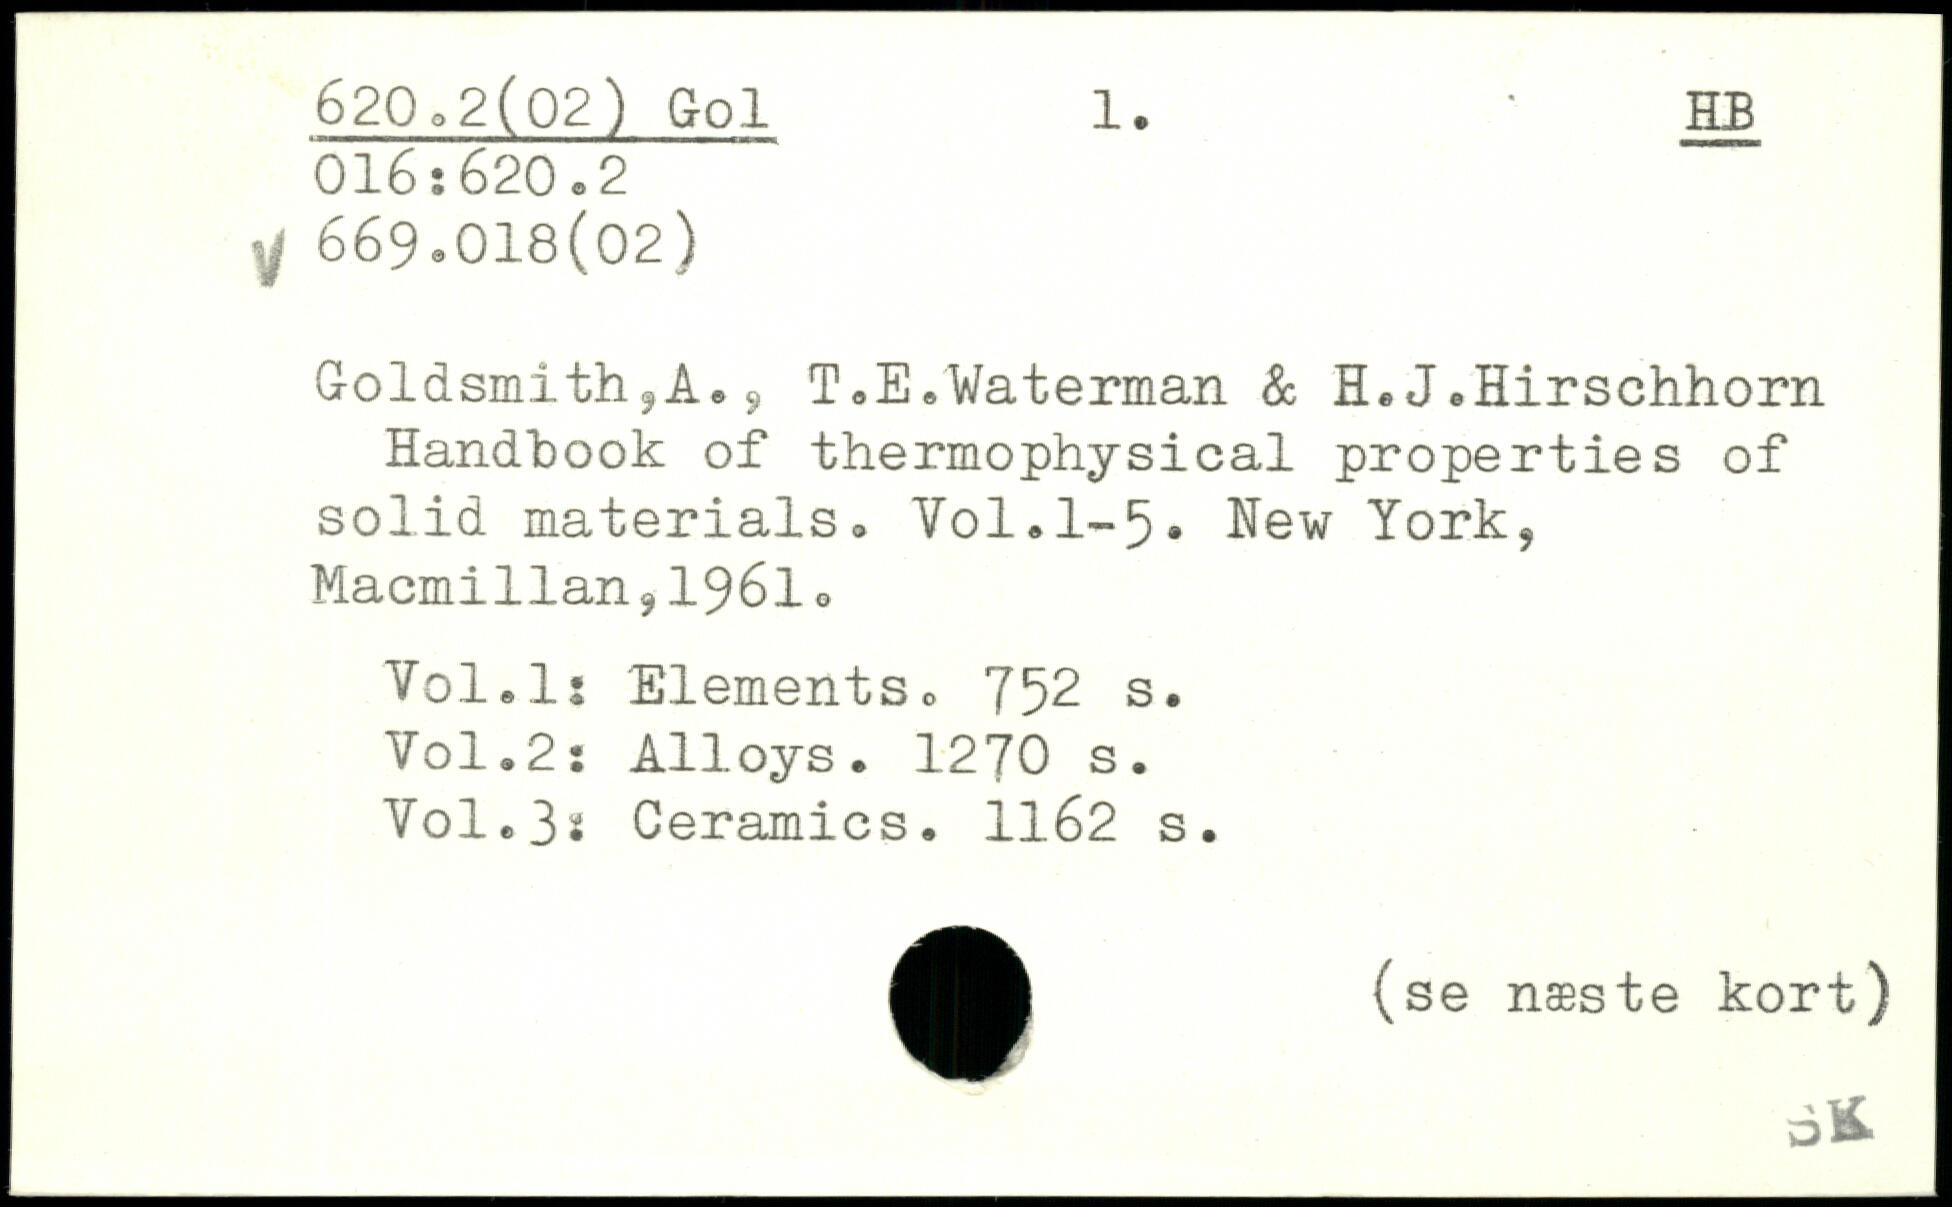 620.2(02) Gol 1. HB
016:620.2
v 669.018(02)
Goldsmith,A., T.E.Waterman & H.J.Hirschhorn
Handbook of thermophysical properties of
solid materials. Vol.1-5. New York,
Macmillan,1961.
Vol.1: Elements. 752 s.
Vol.2: Alloys. 1270 s.
Vol.3: Ceramics. 1162 s.
(se næste kort)
SK